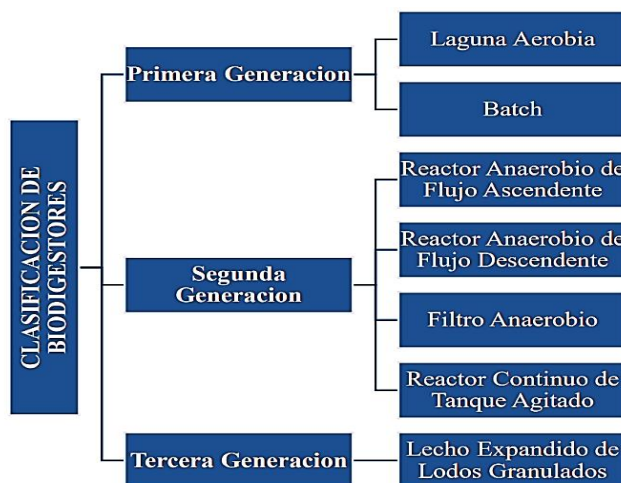 CLASIFICACION DE
BIODIGESTORES
Primera Generacion
Laguna Aerobia
Batch
Segunda
Generacion
Reactor Anaerobio de
Flujo Ascendente
Reactor Anaerobio de
Flujo Descendente
Filtro Anaerobio
Reactor Continuo de
Tanque Agitado
Tercera Generacion
Lecho Expandido de
Lodos Granulados